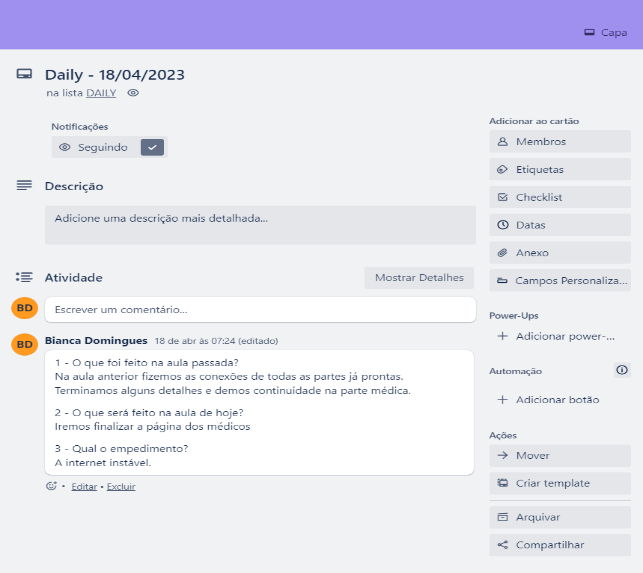 Capa
Daily - 18/04/2023
na lista DAILY
Notificações
Seguindo
Descrição
Adicione uma descrição mais detalhada...
Atividade
Mostrar Detalhes
BD
Escrever um comentário...
BD
Bianca Domingues 18 de abr às 07:24 (editado)
1 - O que foi feito na aula passada?
Na aula anterior fizemos as conexões de todas as partes já prontas.
Terminamos alguns detalhes e demos continuidade na parte médica.
2 - O que será feito na aula de hoje?
Iremos finalizar a página dos médicos
3 - Qual o empedimento?
A internet instável.
• Editar • Excluir
Adicionar ao cartão
Membros
Etiquetas
Checklist
Datas
Anexo
Campos Personaliza...
Power-Ups
+ Adicionar power-...
Automação
+ Adicionar botão
Ações
Mover
Criar template
Arquivar
Compartilhar